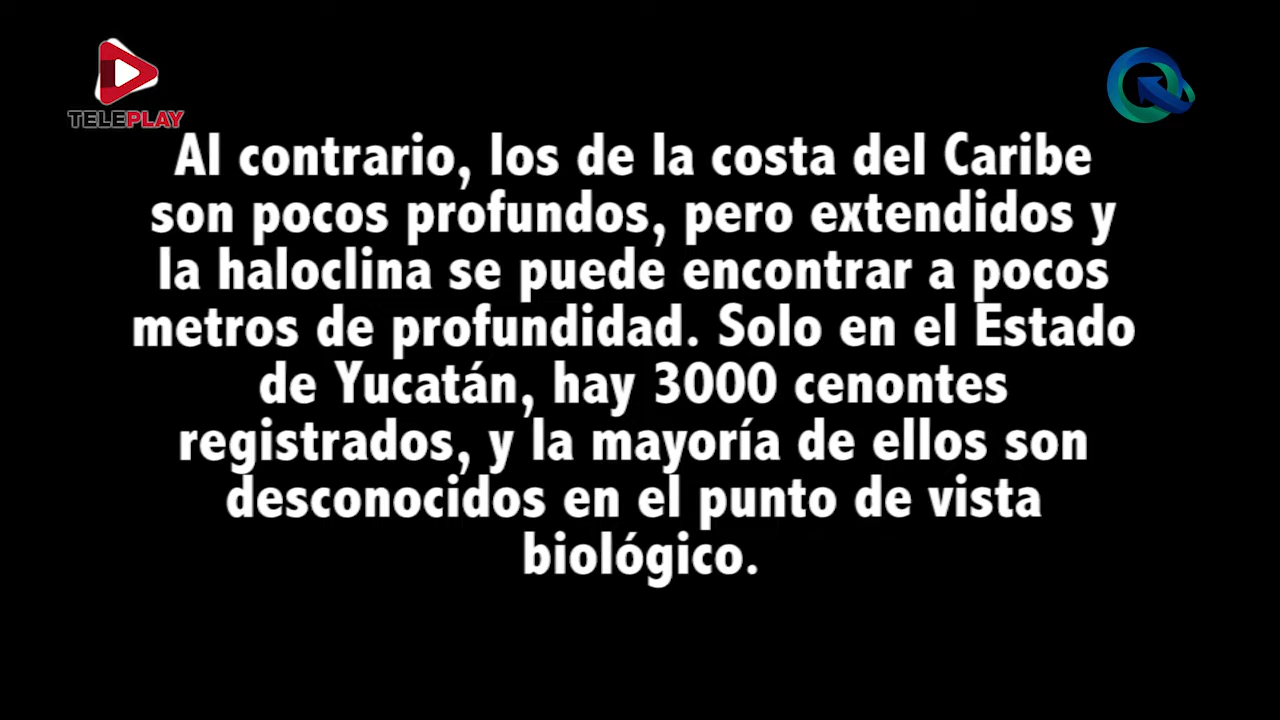 TELEPLAY
Al contrario, los de la costa del Caribe
son pocos profundos, pero extendidos y
la haloclina se puede encontrar a pocos
metros de profundidad. Solo en el Estado
de Yucatán, hay 3000 cenontes
registrados, y la mayoría de ellos son
desconocidos en el punto de vista
biológico.